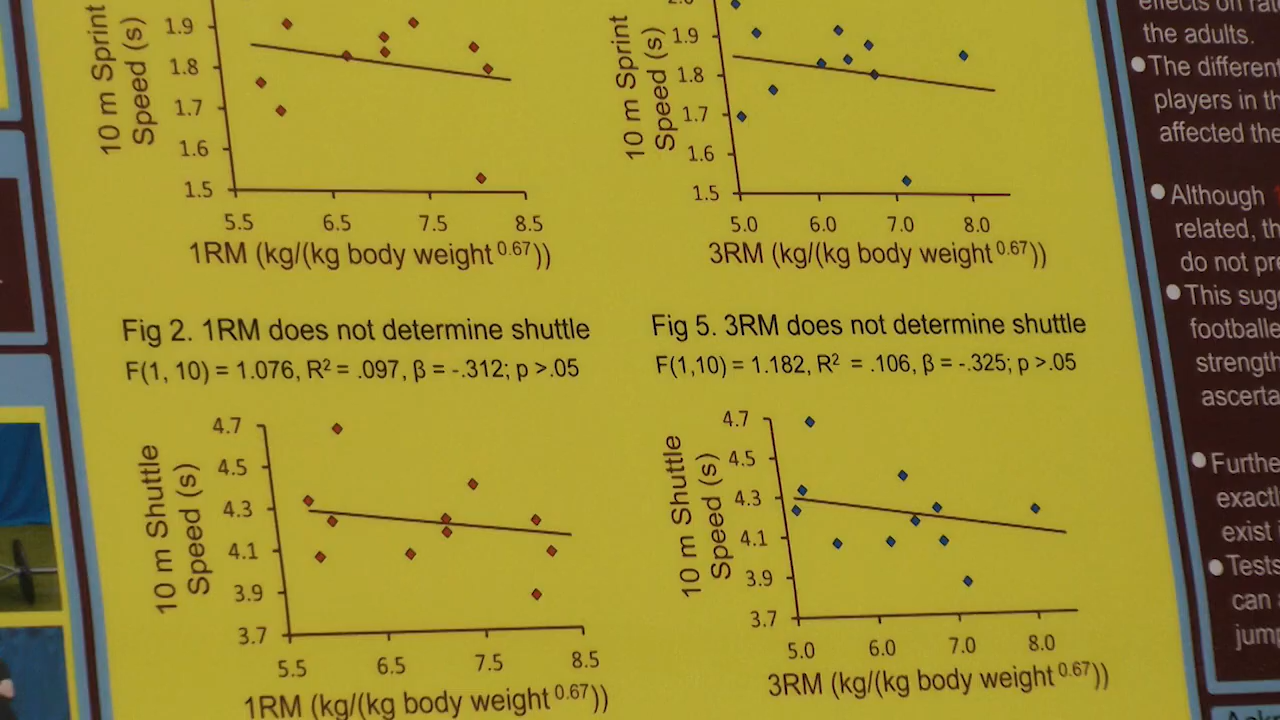 10 m Sprint
Speed (s)
1.9
1.8
1.7
1.6
1.5
5.5 6.5 7.5 8.5
1RM (kg/(kg body weight 0.67))
10 m Sprint
Speed (s)
1.9
1.8
1.7
1.6
1.5
5.0 6.0 7.0 8.0
3RM (kg/(kg body weight 0.67))
Fig 2. 1RM does not determine shuttle
F(1, 10) = 1.076, R² = .097, β = -.312; p >.05
10 m Shuttle
Speed (s)
4.7
4.5
4.3
4.1
3.9
3.7
5.5 6.5 7.5 8.5
1RM (kg/(kg body weight 0.67))
Fig 5. 3RM does not determine shuttle
F(1,10) = 1.182, R² = .106, β = -.325; p >.05
10 m Shuttle
Speed (s)
4.7
4.5
4.3
4.1
3.9
3.7
5.0 6.0 7.0 8.0
3RM (kg/(kg body weight 0.67))
effects on rat
the adults.
The different
players in th
affected the
Although
related, th
do not pre
This sug
footballe
strength
ascerta
Furthe
exactl
exist
Tests
can
jump